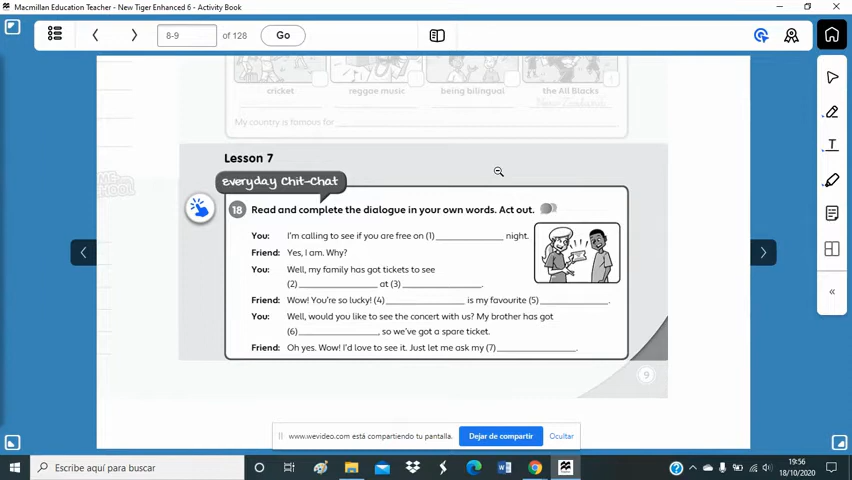 Macmillan Education Teacher - New Tiger Enhanced 6 - Activity Book
8-9
of 128
Go
cricket
reggae music
being bilingual
the All Blacks
New Zealand
My country is famous for
Lesson 7
Everyday Chit-Chat
18 Read and complete the dialogue in your own words. Act out.
You: I'm calling to see if you are free on (1) night.
Friend: Yes, I am. Why?
You: Well, my family has got tickets to see
(2) at (3) .
Friend: Wow! You're so lucky! (4) is my favourite (5) .
You: Well, would you like to see the concert with us? My brother has got
(6) , so we've got a spare ticket.
Friend: Oh yes. Wow! I'd love to see it. Just let me ask my (7) .
9
www.wevideo.com está compartiendo tu pantalla.
Dejar de compartir
Ocultar
Escribe aquí para buscar
19:56
18/10/2020